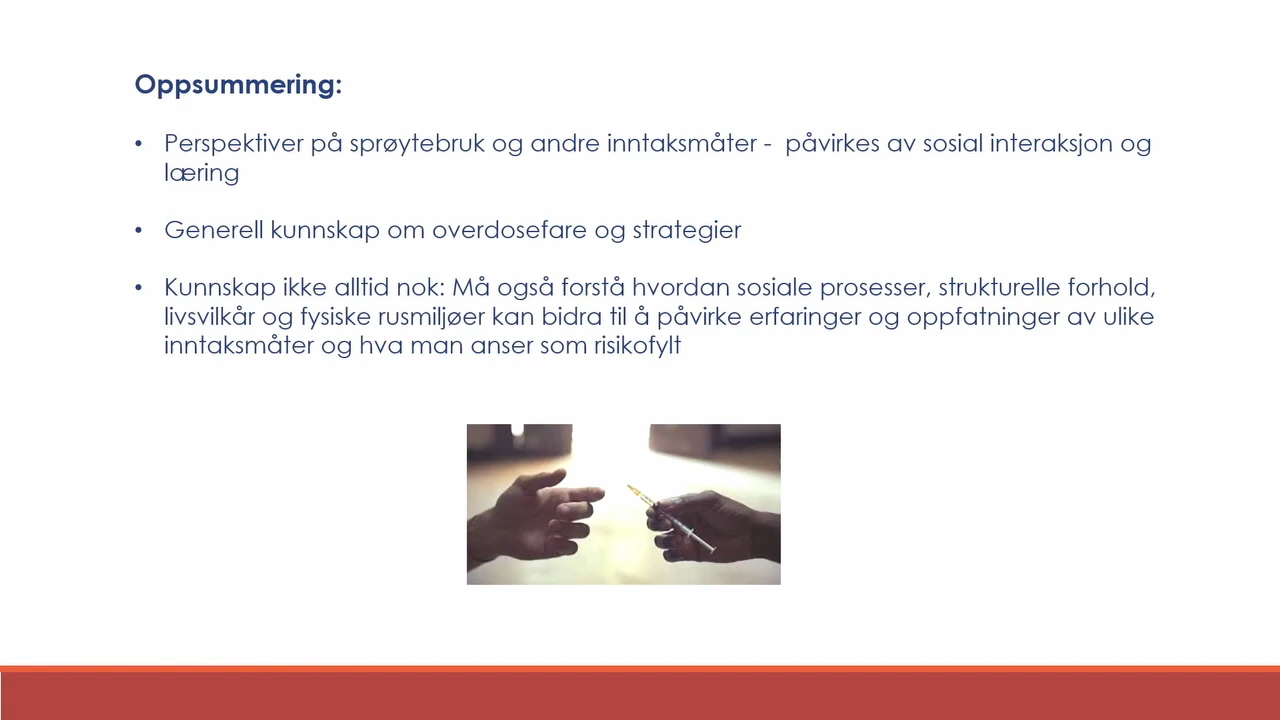 Oppsummering:
• Perspektiver på sprøytebruk og andre inntaksmåter -  påvirkes av sosial interaksjon og
læring
• Generell kunnskap om overdosefare og strategier
• Kunnskap ikke alltid nok: Må også forstå hvordan sosiale prosesser, strukturelle forhold,
livsvilkår og fysiske rusmiljøer kan bidra til å påvirke erfaringer og oppfatninger av ulike
inntaksmåter og hva man anser som risikofylt